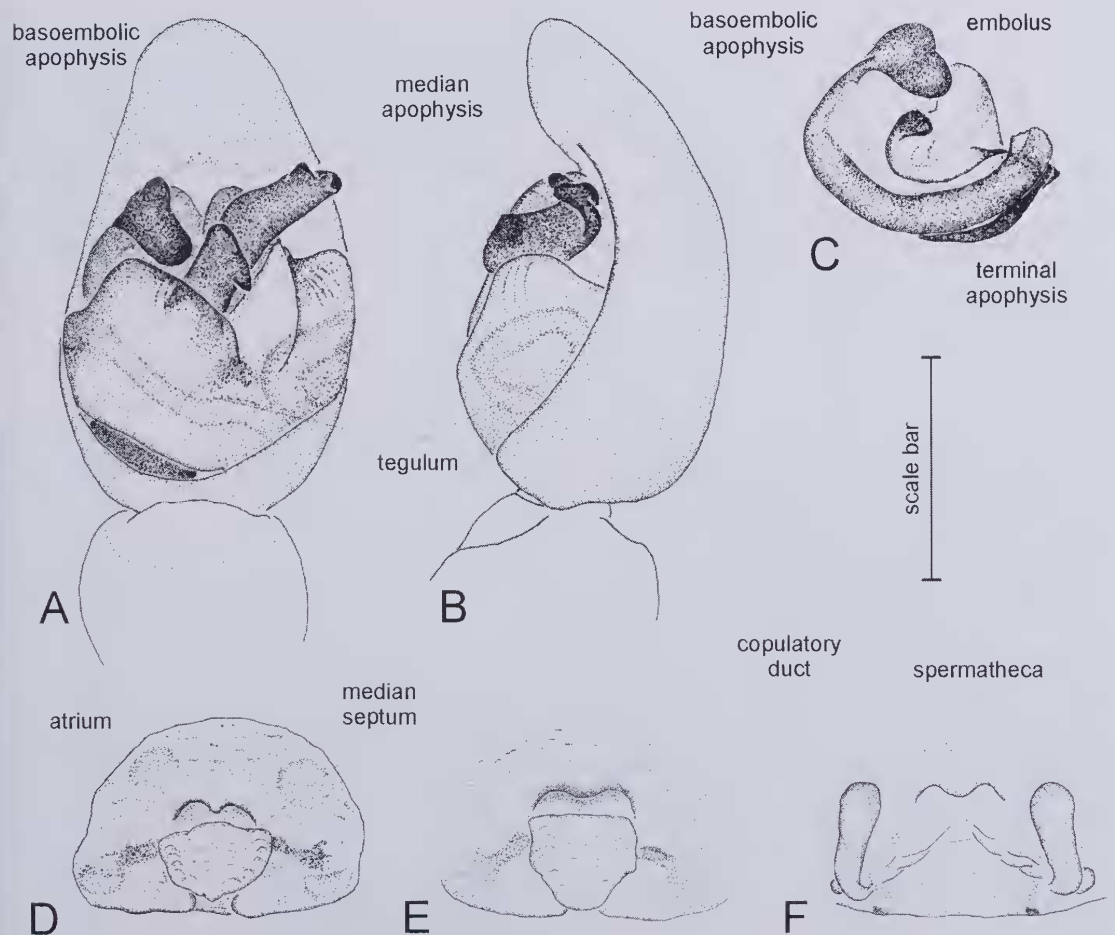 basoembolic
apophysis
median
apophysis
basoembolic
apophysis
embolus
C
terminal
apophysis
scale bar
tegulum
A
B
copulatory
duct
spermatheca
atrium
median
septum
D
E
F